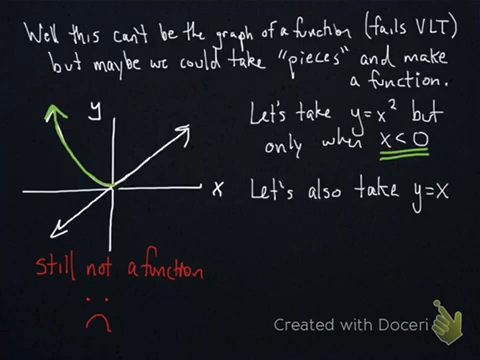 Well this can't be the graph of a function (fails VLT)
but maybe we could take "pieces" and make
a function.
Let's take y=x² but
only when x<0
Let's also take y=x
y
x
still not a function
Created with Doceri